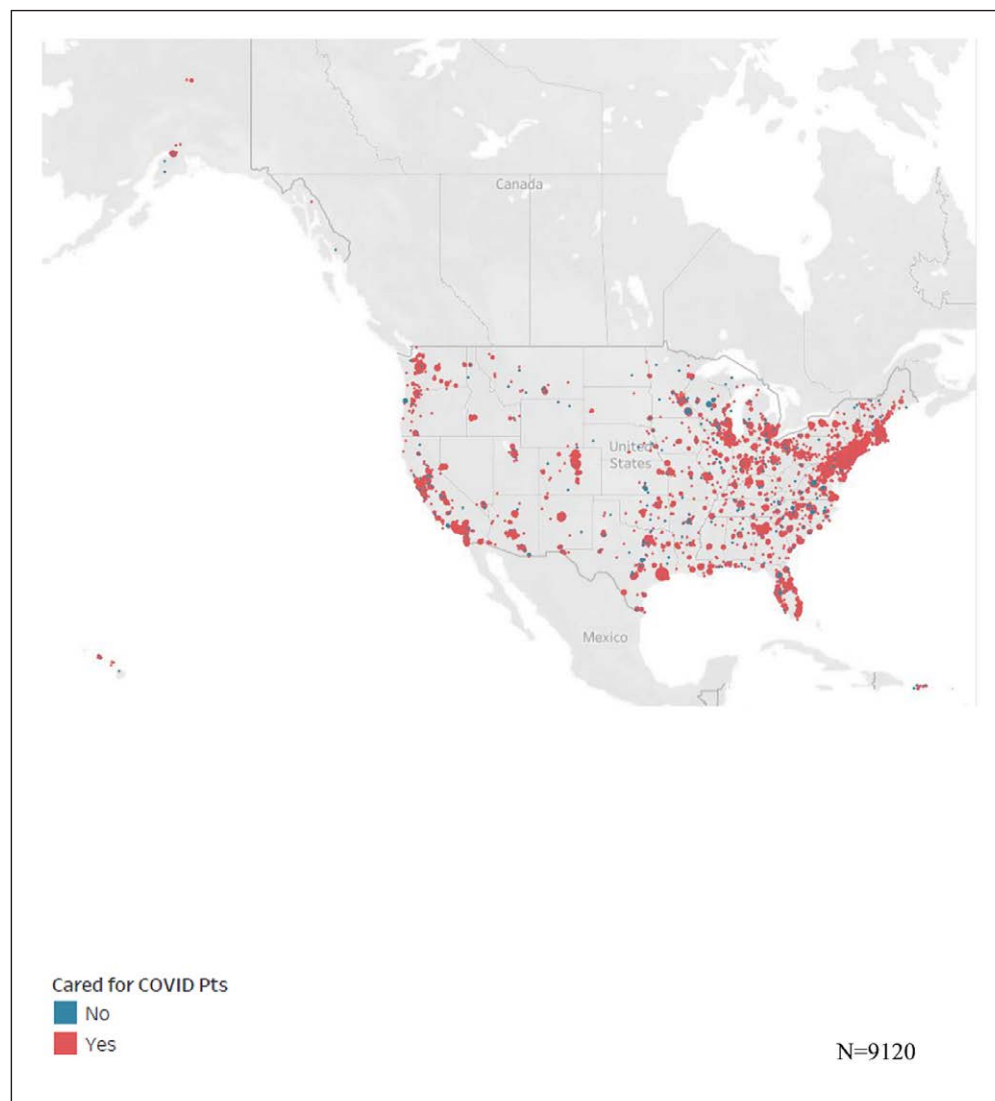 Canada
United
States
Mexico
Cared for COVID Pts
No
Yes
N=9120